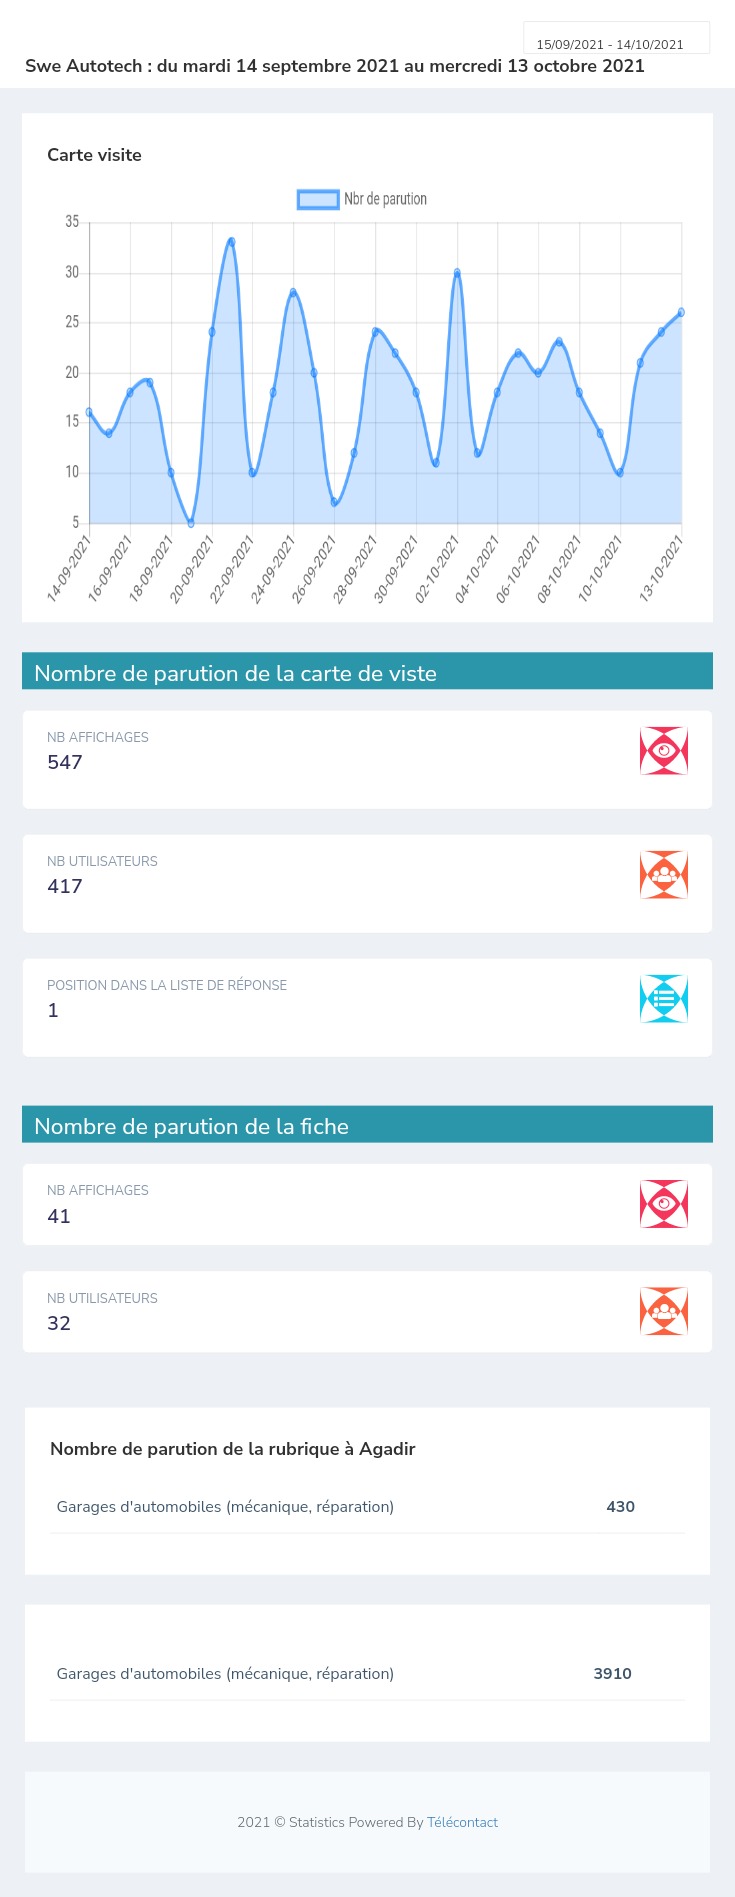 15/09/2021 - 14/10/2021
Swe Autotech : du mardi 14 septembre 2021 au mercredi 13 octobre 2021
Carte visite
Nbr de parution
35
30
25
20
15
10
5
14-09-2021
16-09-2021
18-09-2021
20-09-2021
22-09-2021
24-09-2021
26-09-2021
28-09-2021
30-09-2021
02-10-2021
04-10-2021
06-10-2021
08-10-2021
10-10-2021
13-10-2021
Nombre de parution de la carte de viste
NB AFFICHAGES
547
NB UTILISATEURS
417
POSITION DANS LA LISTE DE RÉPONSE
1
Nombre de parution de la fiche
NB AFFICHAGES
41
NB UTILISATEURS
32
Nombre de parution de la rubrique à Agadir
Garages d'automobiles (mécanique, réparation) 430
Garages d'automobiles (mécanique, réparation) 3910
2021 © Statistics Powered By Télécontact